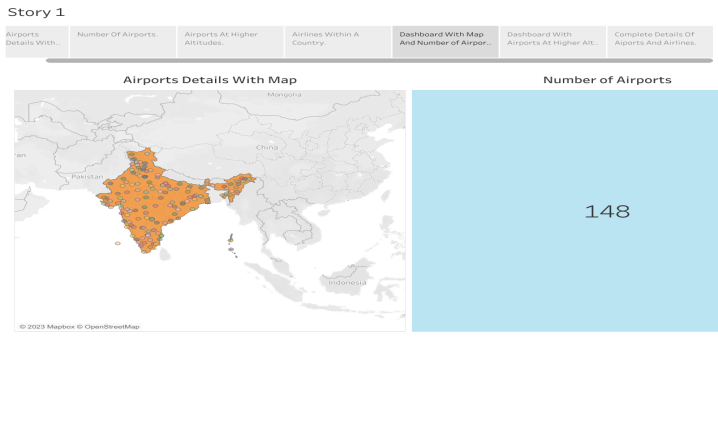 Story 1
Airports
Details With..
Number Of Airports.
Airports At Higher
Altitudes.
Airlines Within A
Country.
Dashboard With Map
And Number of Airpor..
Dashboard With
Airports At Higher Alt..
Complete Details Of
Aiports And Airlines.
Airports Details With Map
Number of Airports
Mongolia
China
an
Pakistan
148
Indonesia
© 2023 Mapbox © OpenStreetMap